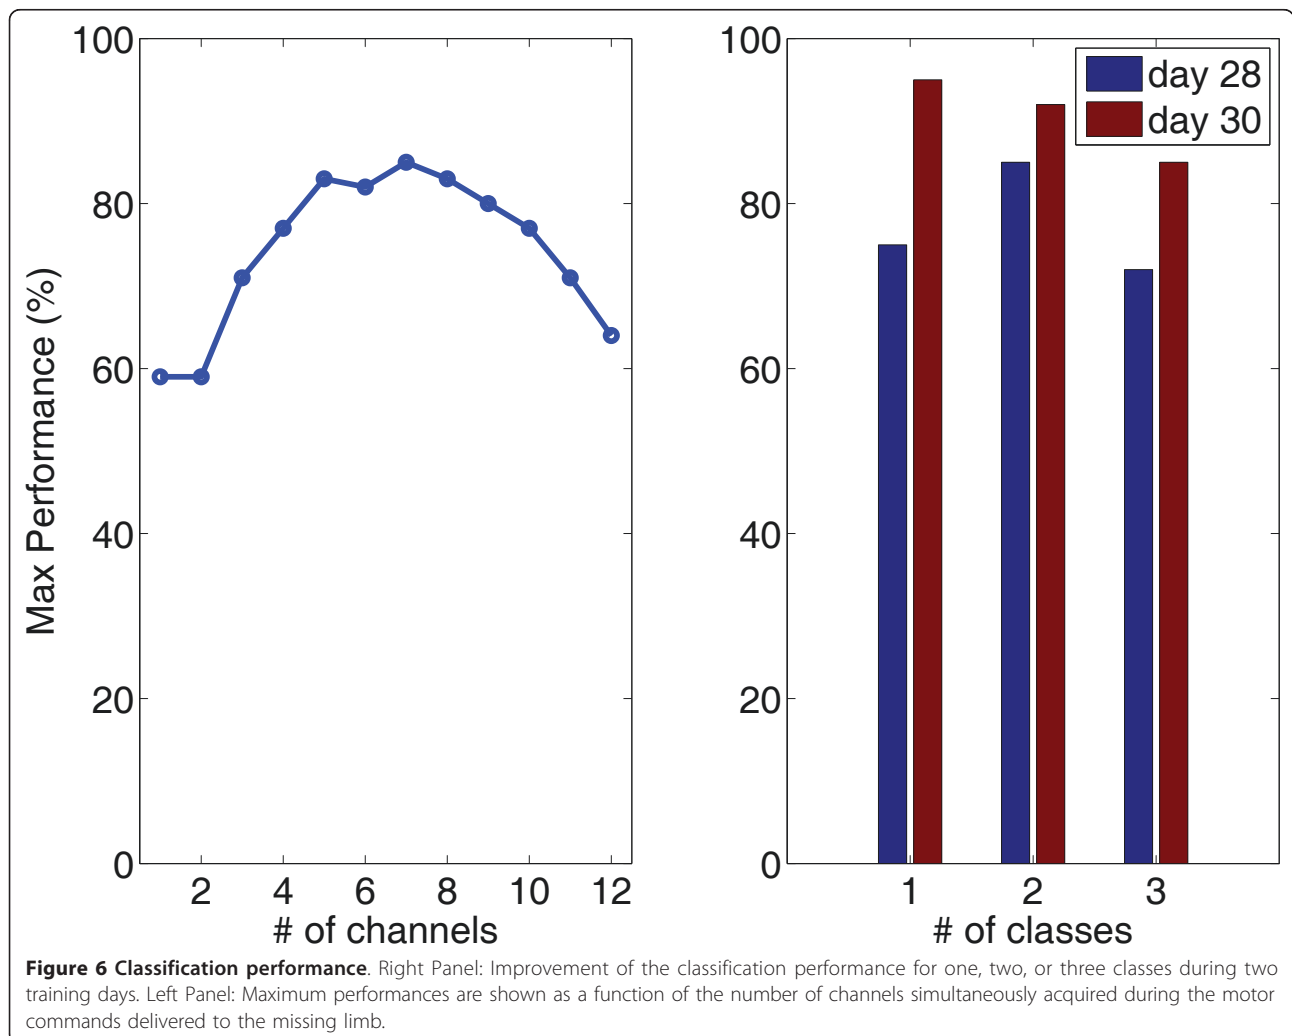 100
80
60
40
20
0
Max Performance (%)
2 4 6 8 10 12
# of channels
100
80
60
40
20
0
day 28
day 30
1 2 3
# of classes
Figure 6 Classification performance. Right Panel: Improvement of the classification performance for one, two, or three classes during two
training days. Left Panel: Maximum performances are shown as a function of the number of channels simultaneously acquired during the motor
commands delivered to the missing limb.